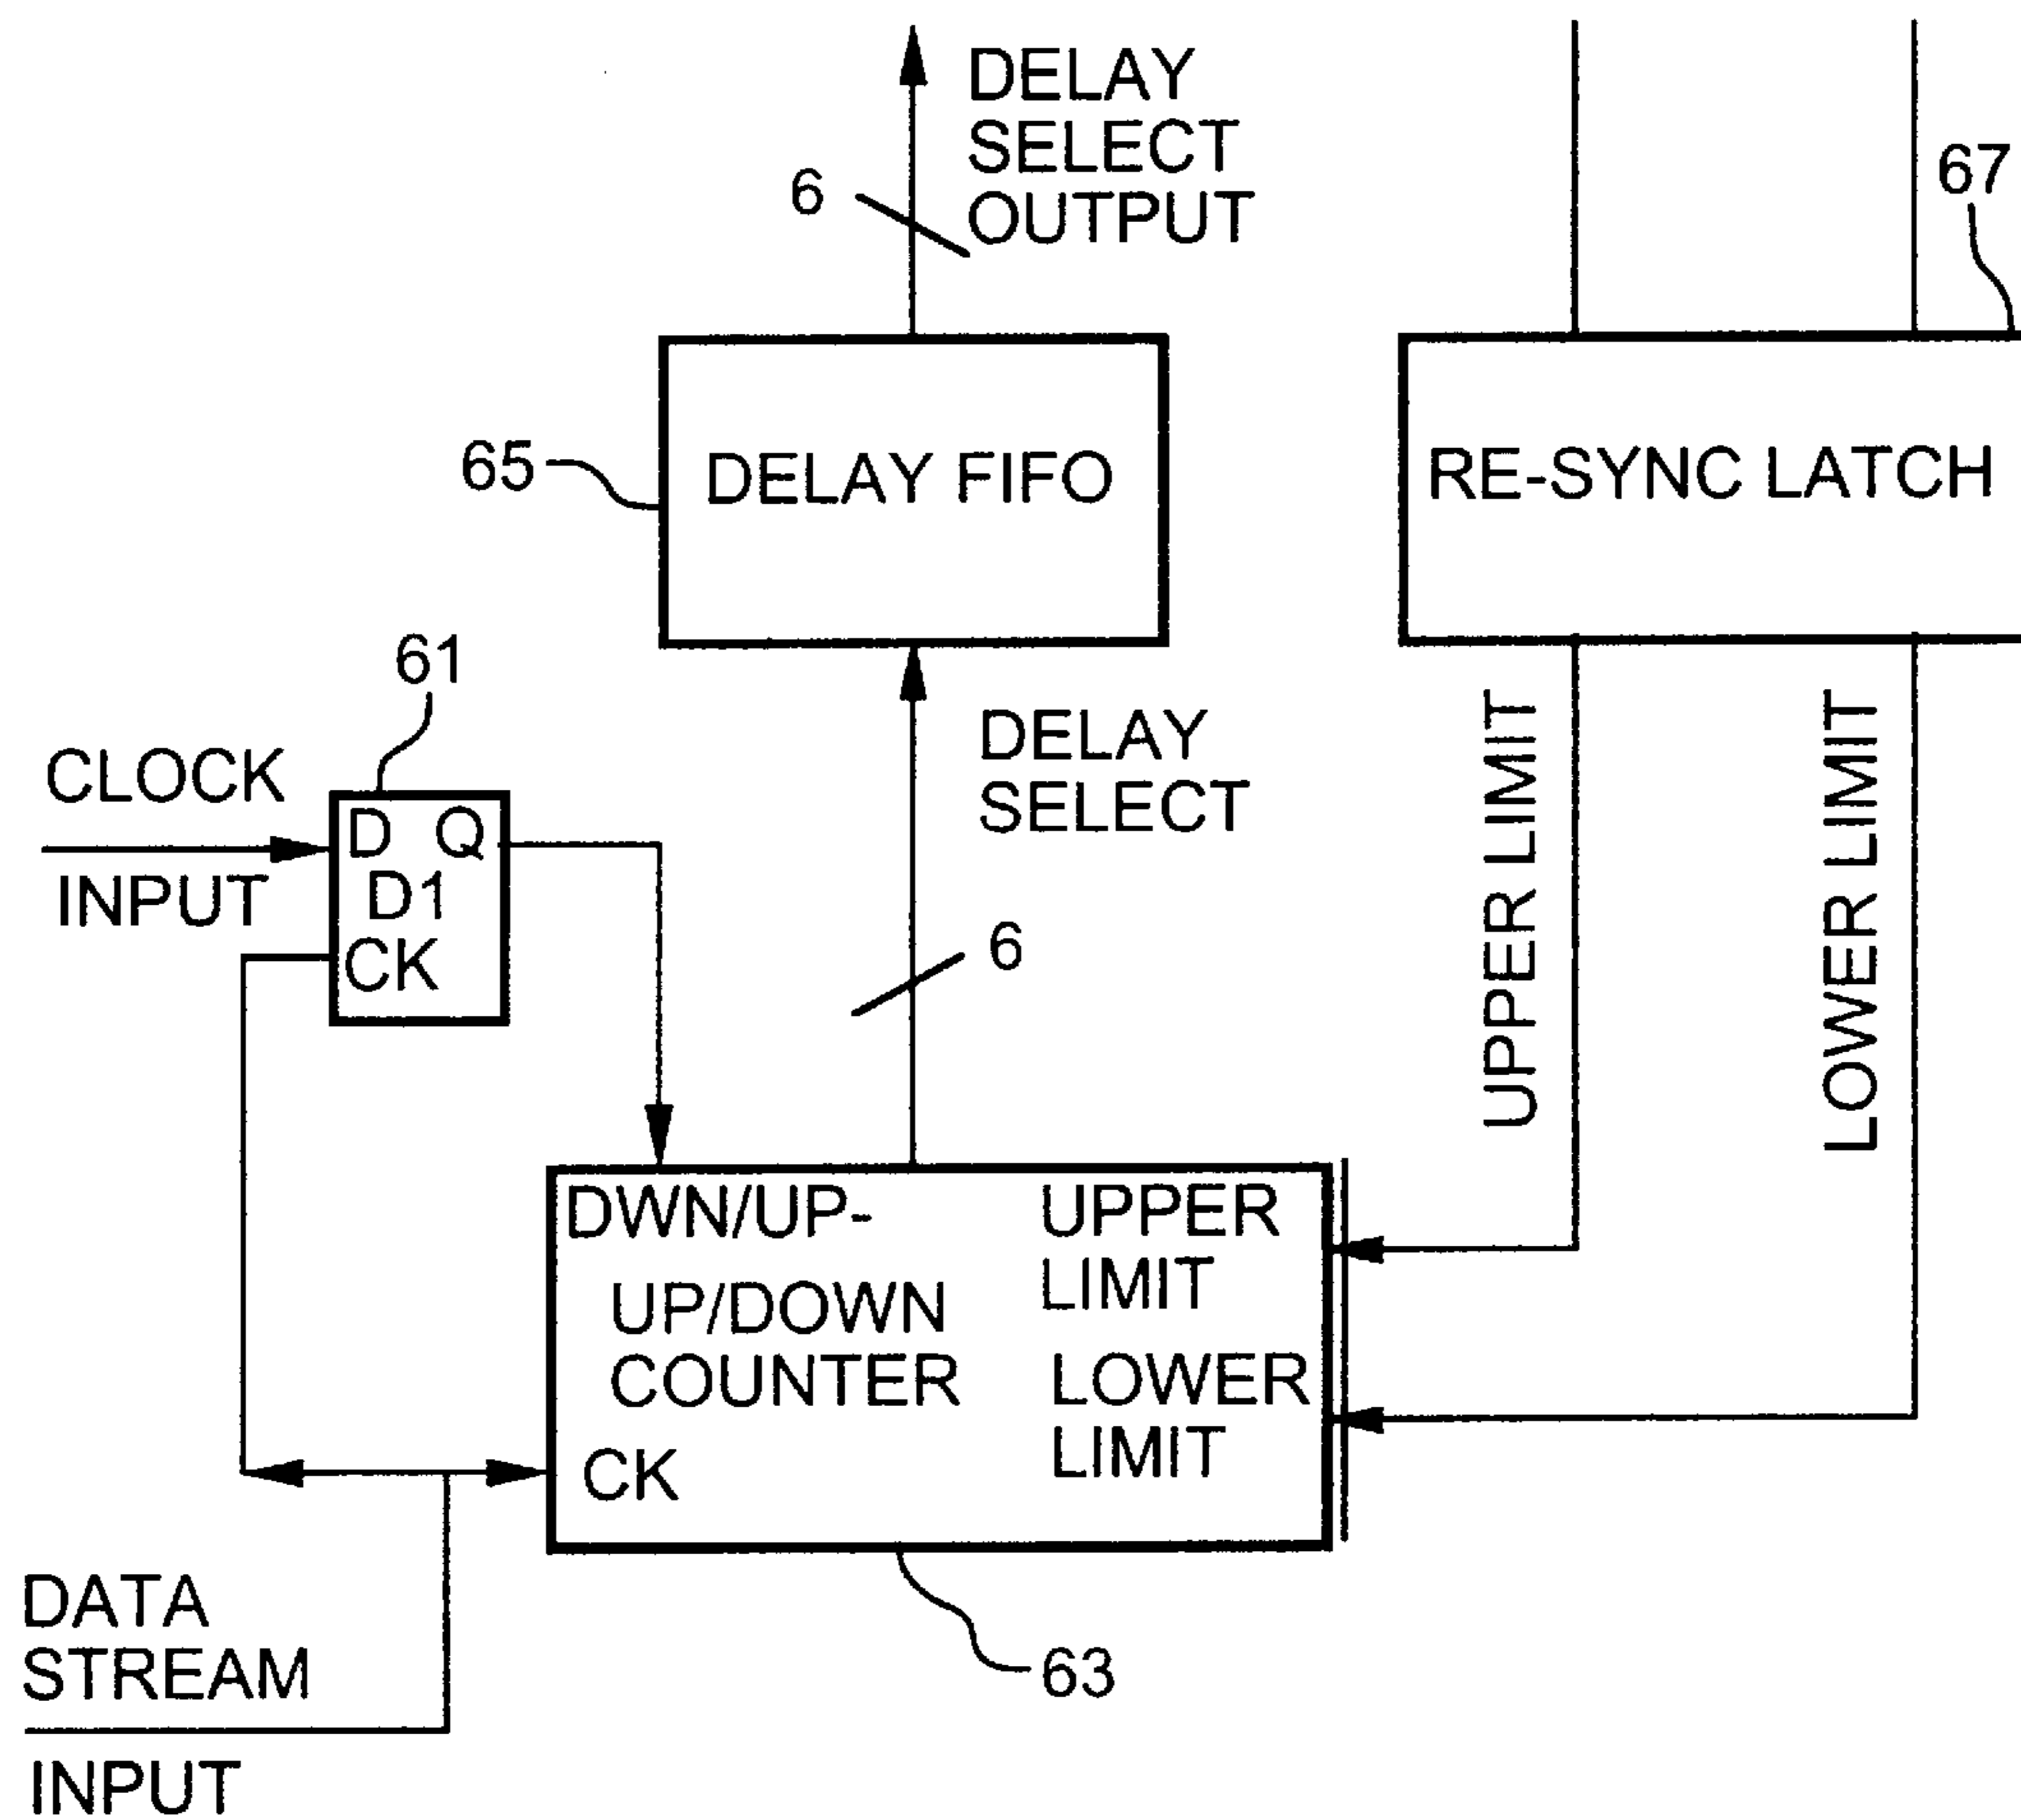 DELAY
SELECT
OUTPUT
6
67
65
DELAY FIFO
RE-SYNC LATCH
61
CLOCK
INPUT
D Q
D1
CK
DELAY
SELECT
6
UPPER LIMIT
LOWER LIMIT
DWN/UP-
UP/DOWN
COUNTER
CK
UPPER
LIMIT
LOWER
LIMIT
DATA
STREAM
INPUT
63